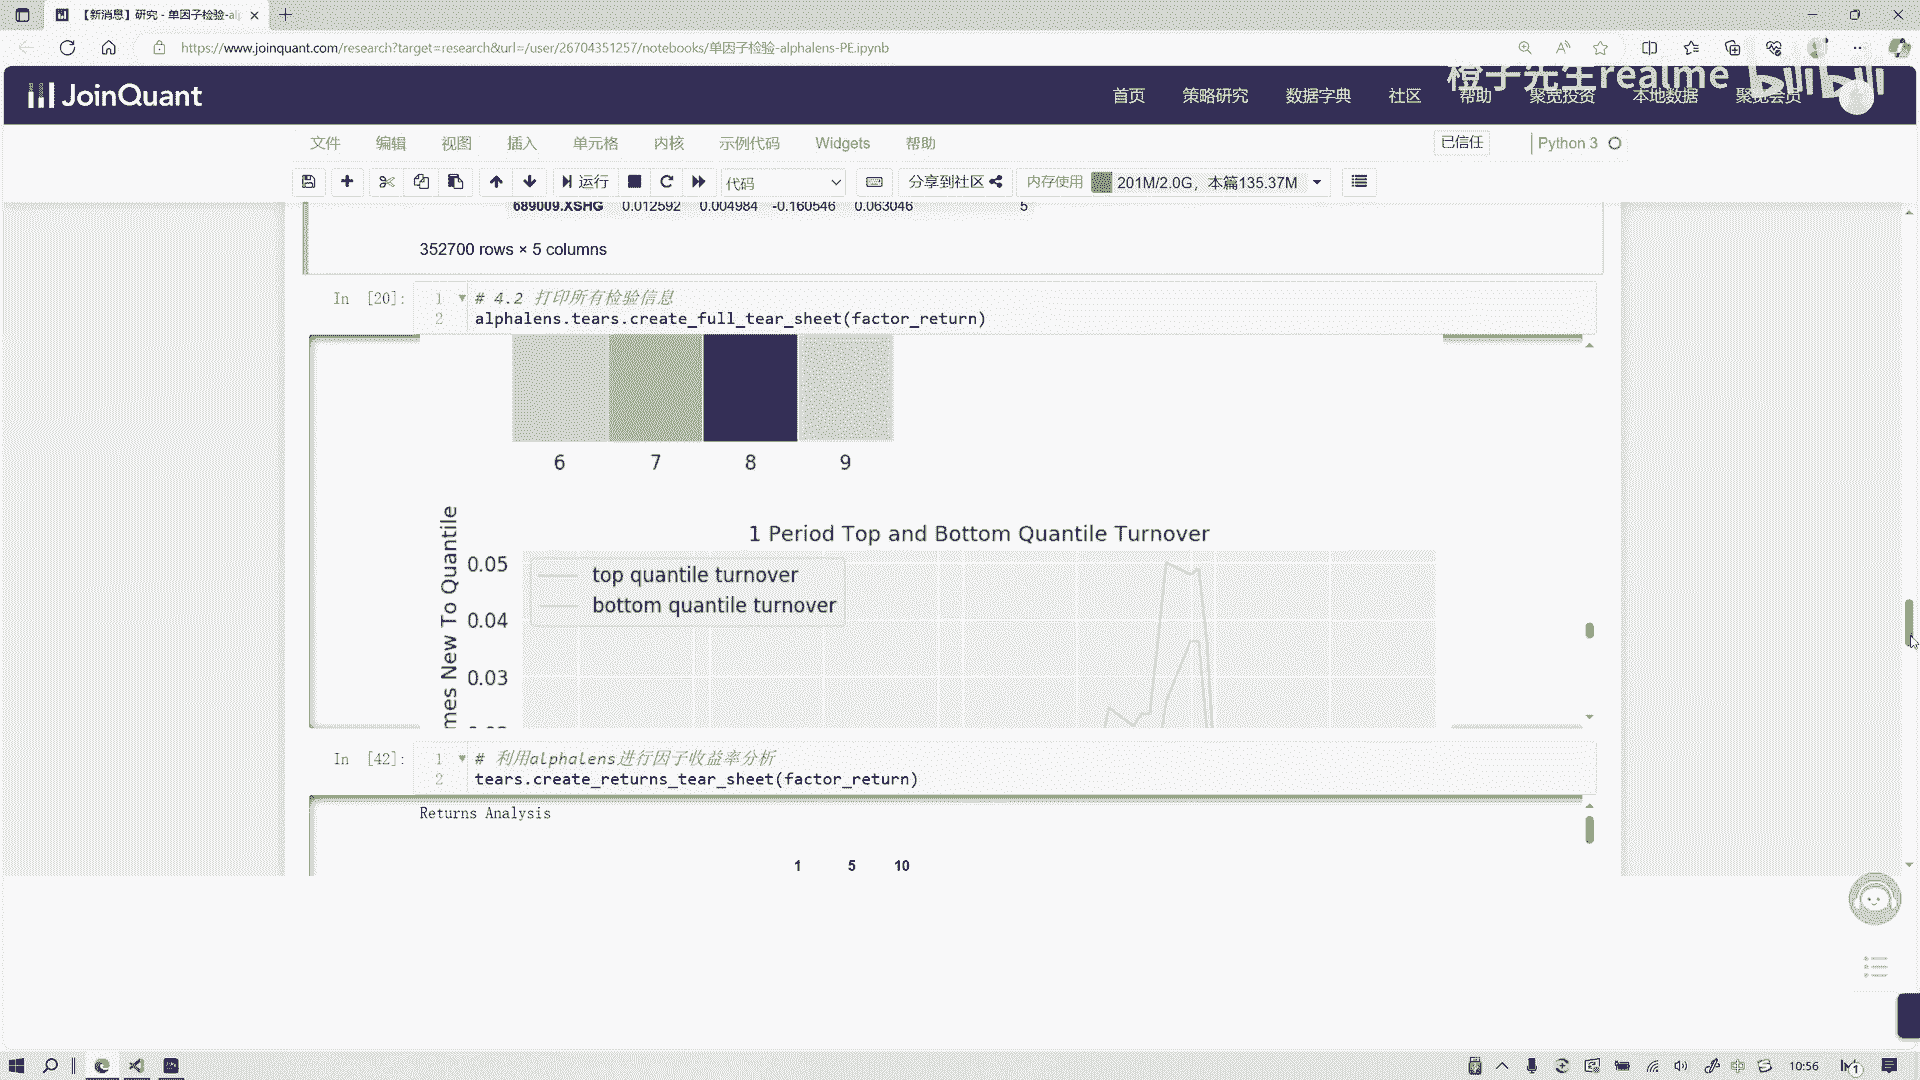 【新消息】研究 - 单因子检验-al
https://www.joinquant.com/research?target=research&url=/user/26704351257/notebooks/单因子检验-alphalens-PE.ipynb
橙子先生realme bilibili
JoinQuant
首页 策略研究 数据字典 社区 帮助 聚宽投资 本地数据 聚宽会员
文件 编辑 视图 插入 单元格 内核 示例代码 Widgets 帮助 已信任 Python 3
运行 代码 分享到社区 内存使用 201M/2.0G，本篇135.37M
689009.XSHG 0.012592 0.004984 -0.160546 0.063046 5
352700 rows × 5 columns
In [20]:
1 # 4.2 打印所有检验信息
2 alphalens.tears.create_full_tear_sheet(factor_return)
6 7 8 9
1 Period Top and Bottom Quantile Turnover
mes New To Quantile
0.05
top quantile turnover
bottom quantile turnover
0.04
0.03
In [42]:
1 # 利用alphalens进行因子收益率分析
2 tears.create_returns_tear_sheet(factor_return)
Returns Analysis
1 5 10
10:56